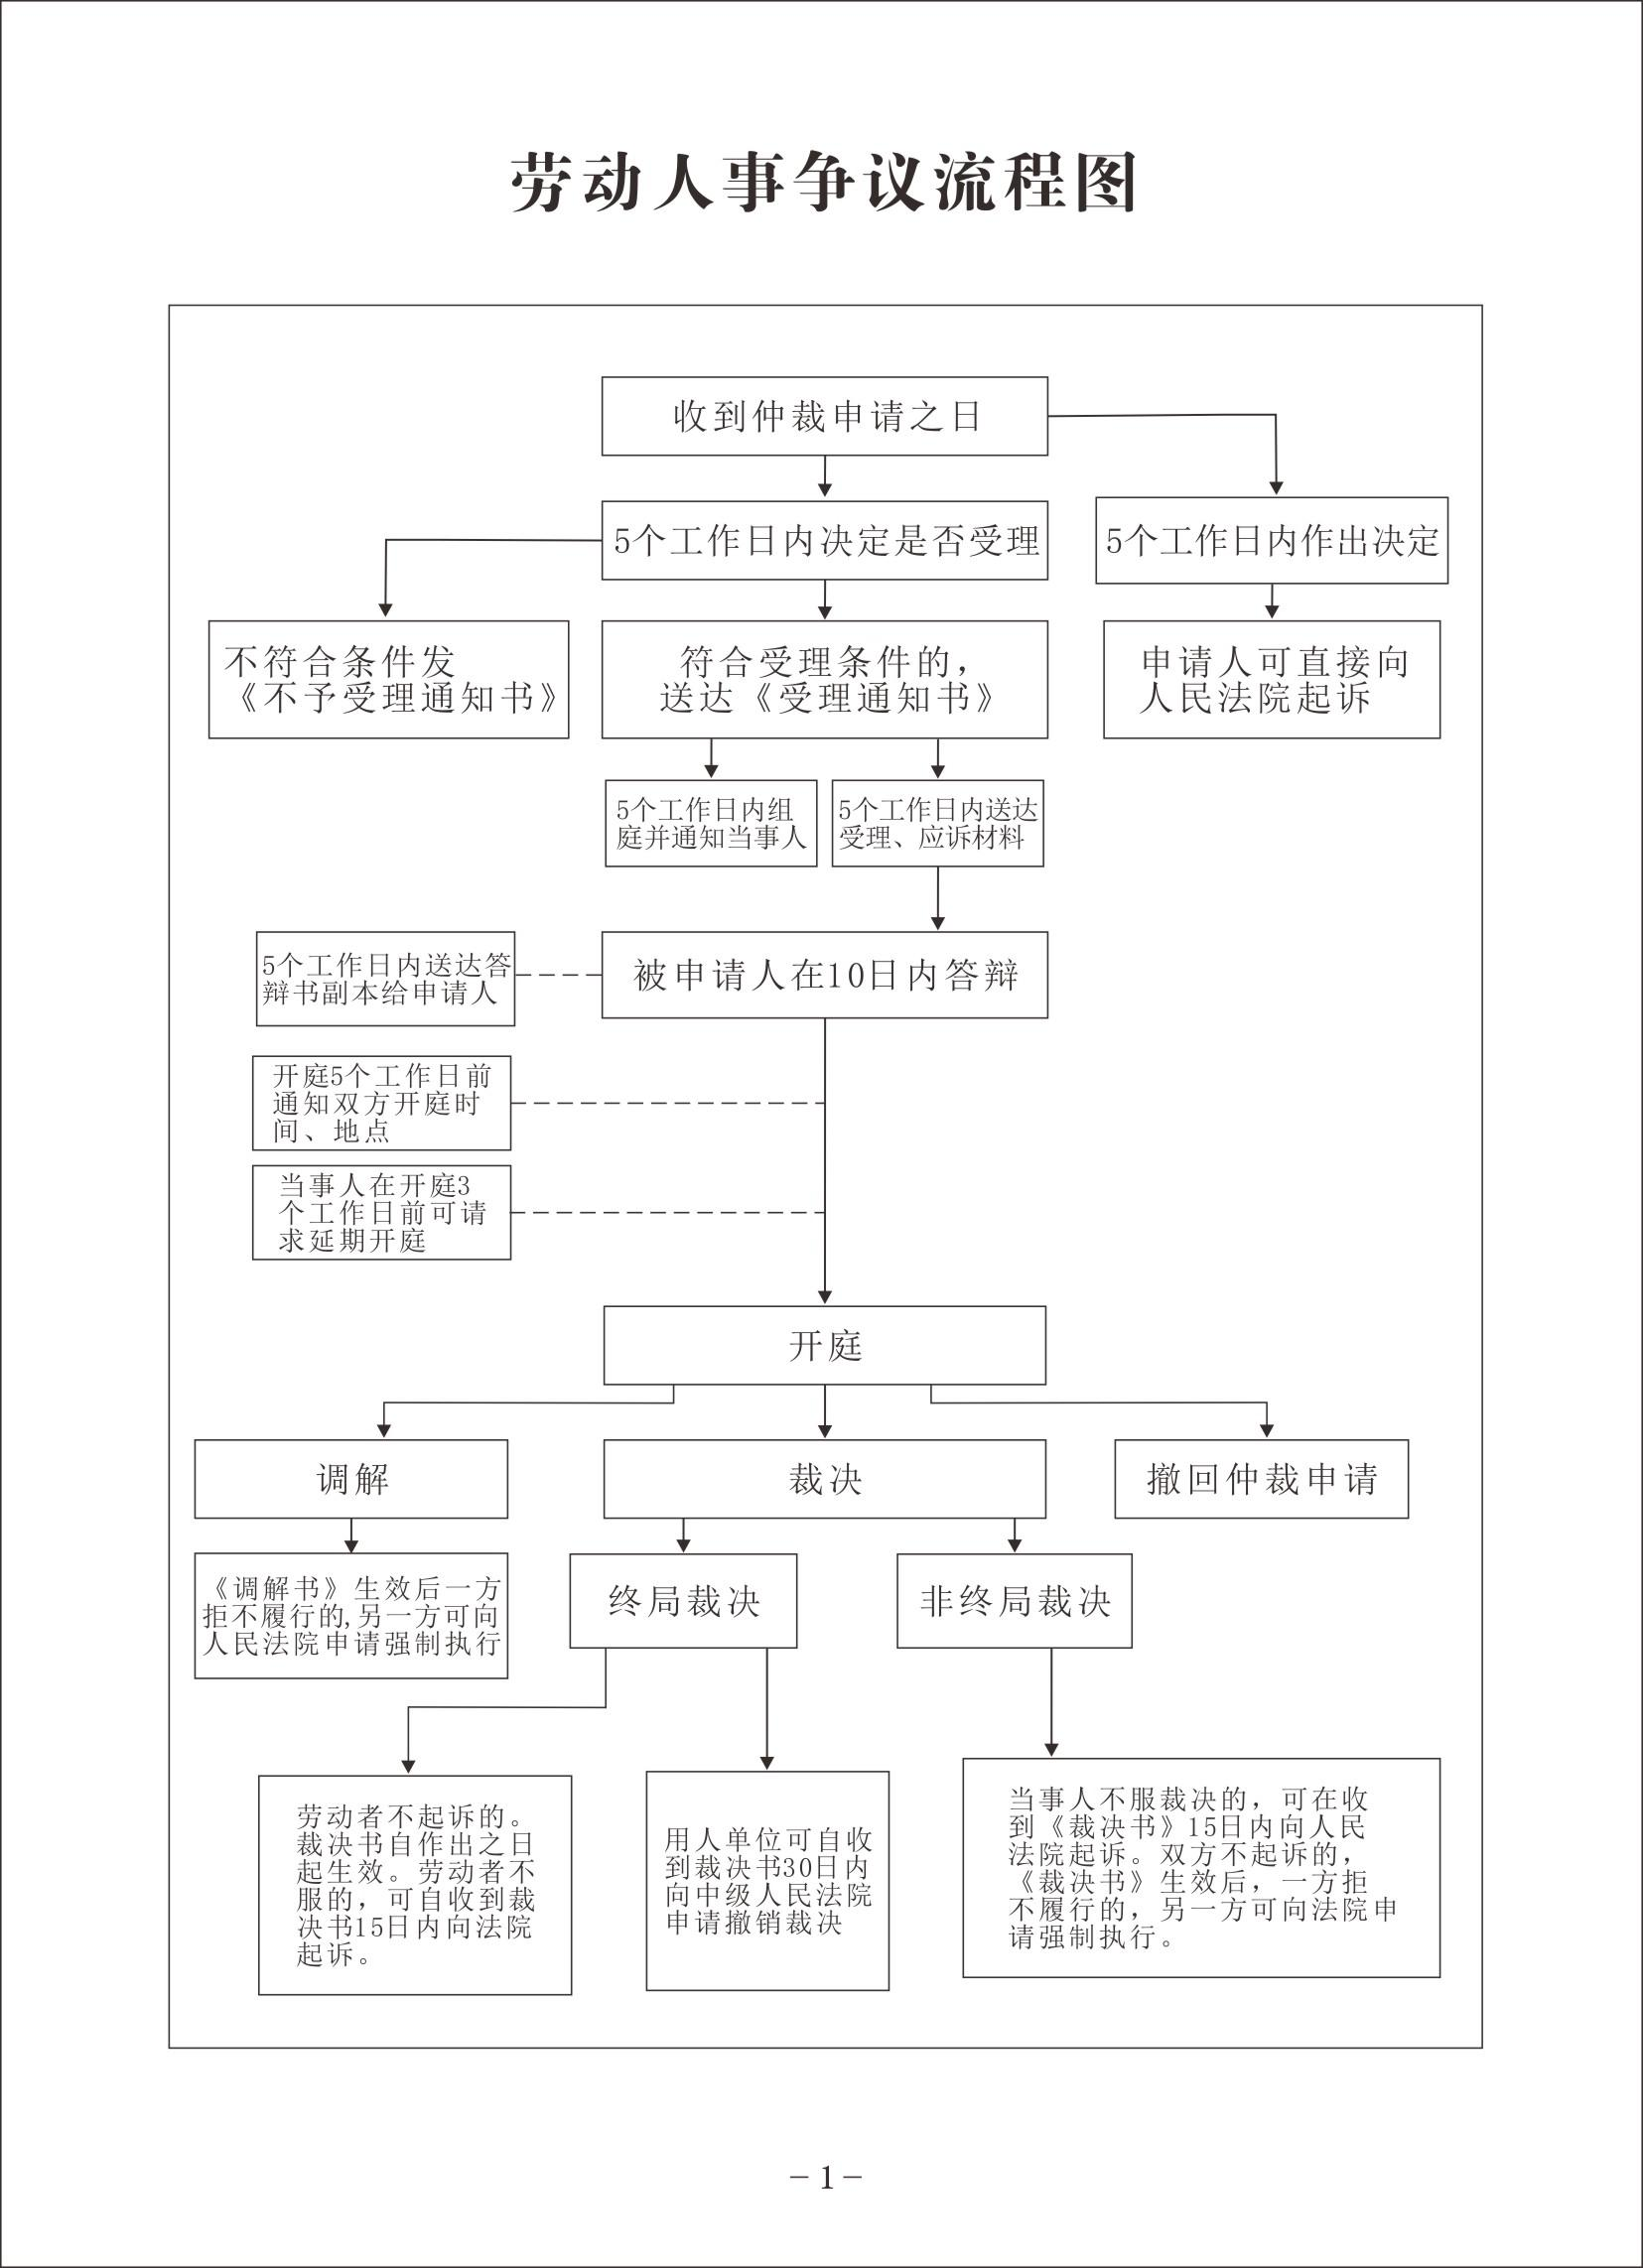 劳动人事争议流程图
收到仲裁申请之日
5个工作日内决定是否受理
5个工作日内作出决定
不符合条件发
《不予受理通知书》
符合受理条件的，
送达《受理通知书》
申请人可直接向
人民法院起诉
5个工作日内组
庭并通知当事人
5个工作日内送达
受理、应诉材料
5个工作日内送达答
辩书副本给申请人
被申请人在10日内答辩
开庭5个工作日前
通知双方开庭时
间、地点
当事人在开庭3
个工作日前可请
求延期开庭
开庭
调解
裁决
撤回仲裁申请
《调解书》生效后一方
拒不履行的,另一方可向
人民法院申请强制执行
终局裁决
非终局裁决
劳动者不起诉的。
裁决书自作出之日
起生效。劳动者不
服的，可自收到裁
决书15日内向法院
起诉。
用人单位可自收
到裁决书30日内
向中级人民法院
申请撤销裁决
当事人不服裁决的，可在收
到《裁决书》15日内向人民
法院起诉。双方不起诉的，
《裁决书》生效后，一方拒
不履行的，另一方可向法院申
请强制执行。
－1－